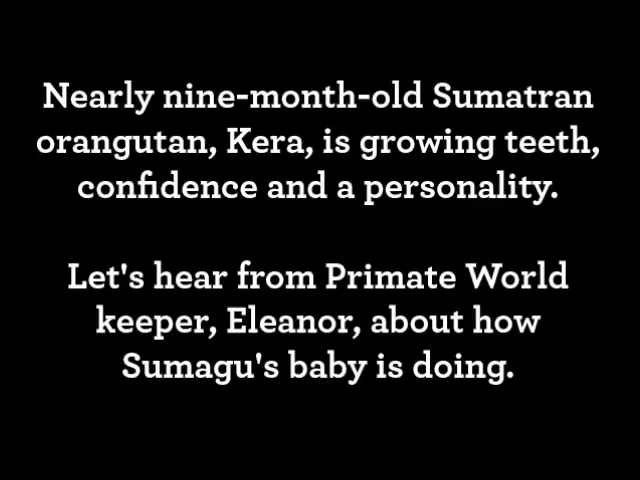 Nearly nine-month-old Sumatran
orangutan, Kera, is growing teeth,
confidence and a personality.
Let's hear from Primate World
keeper, Eleanor, about how
Sumagu's baby is doing.